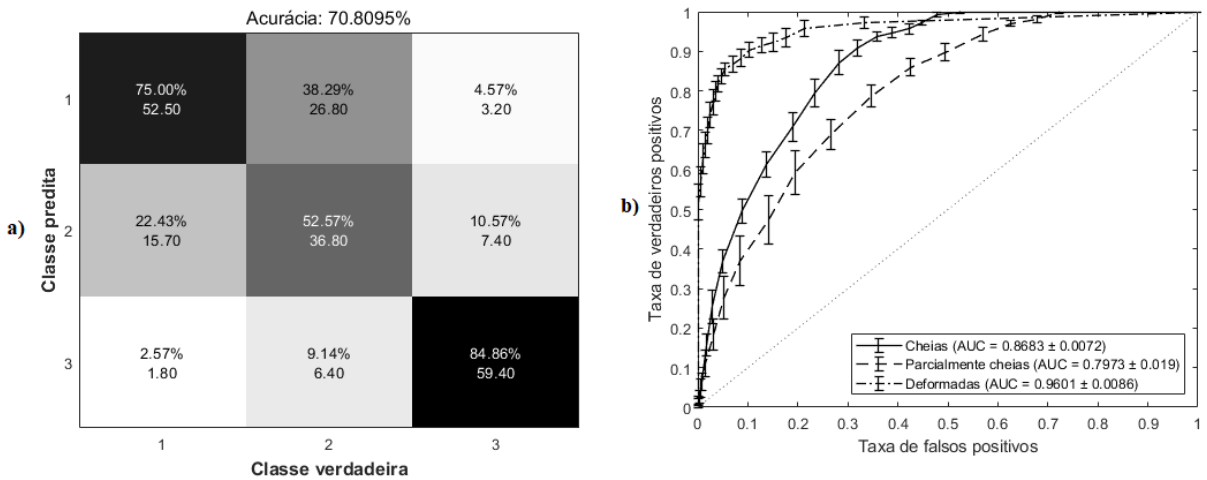 Acurácia: 70.8095%
a)
Classe predita
1
75.00%
52.50
38.29%
26.80
4.57%
3.20
2
22.43%
15.70
52.57%
36.80
10.57%
7.40
3
2.57%
1.80
9.14%
6.40
84.86%
59.40
1 2 3
Classe verdadeira
b)
Taxa de verdadeiros positivos
1
0.9
0.8
0.7
0.6
0.5
0.4
0.3
0.2
0.1
0
Cheias (AUC = 0.8683 ± 0.0072)
Parcialmente cheias (AUC = 0.7973 ± 0.019)
Deformadas (AUC = 0.9601 ± 0.0086)
0 0.1 0.2 0.3 0.4 0.5 0.6 0.7 0.8 0.9 1
Taxa de falsos positivos